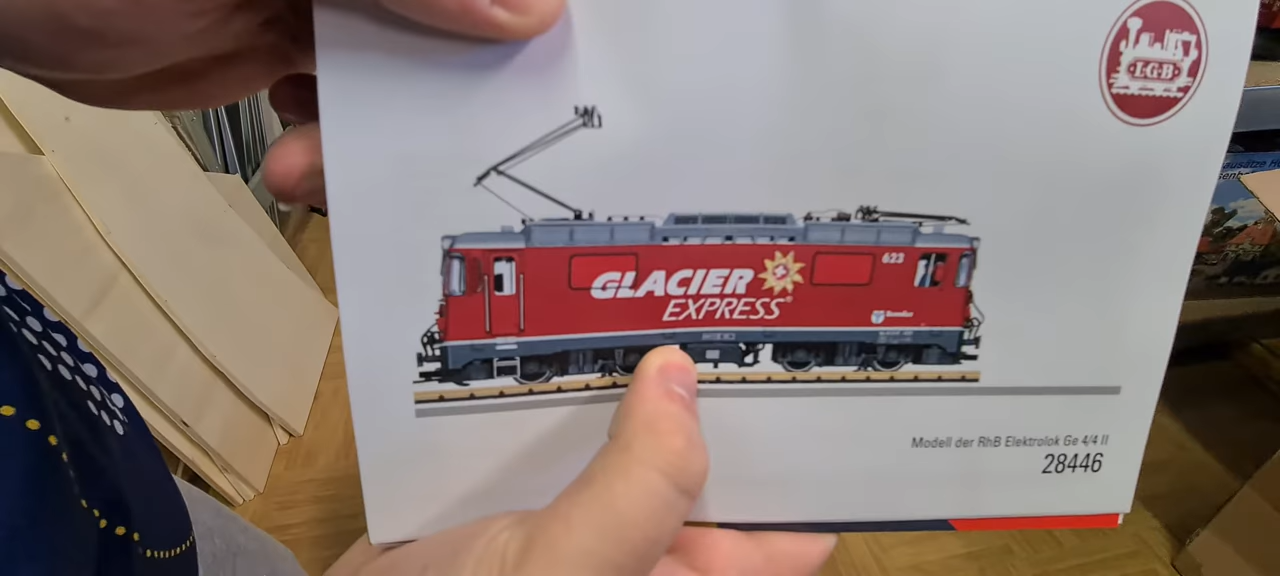 LGB
GLACIER
EXPRESS®
623
Modell der RhB Elektrolok Ge 4/4 II
28446